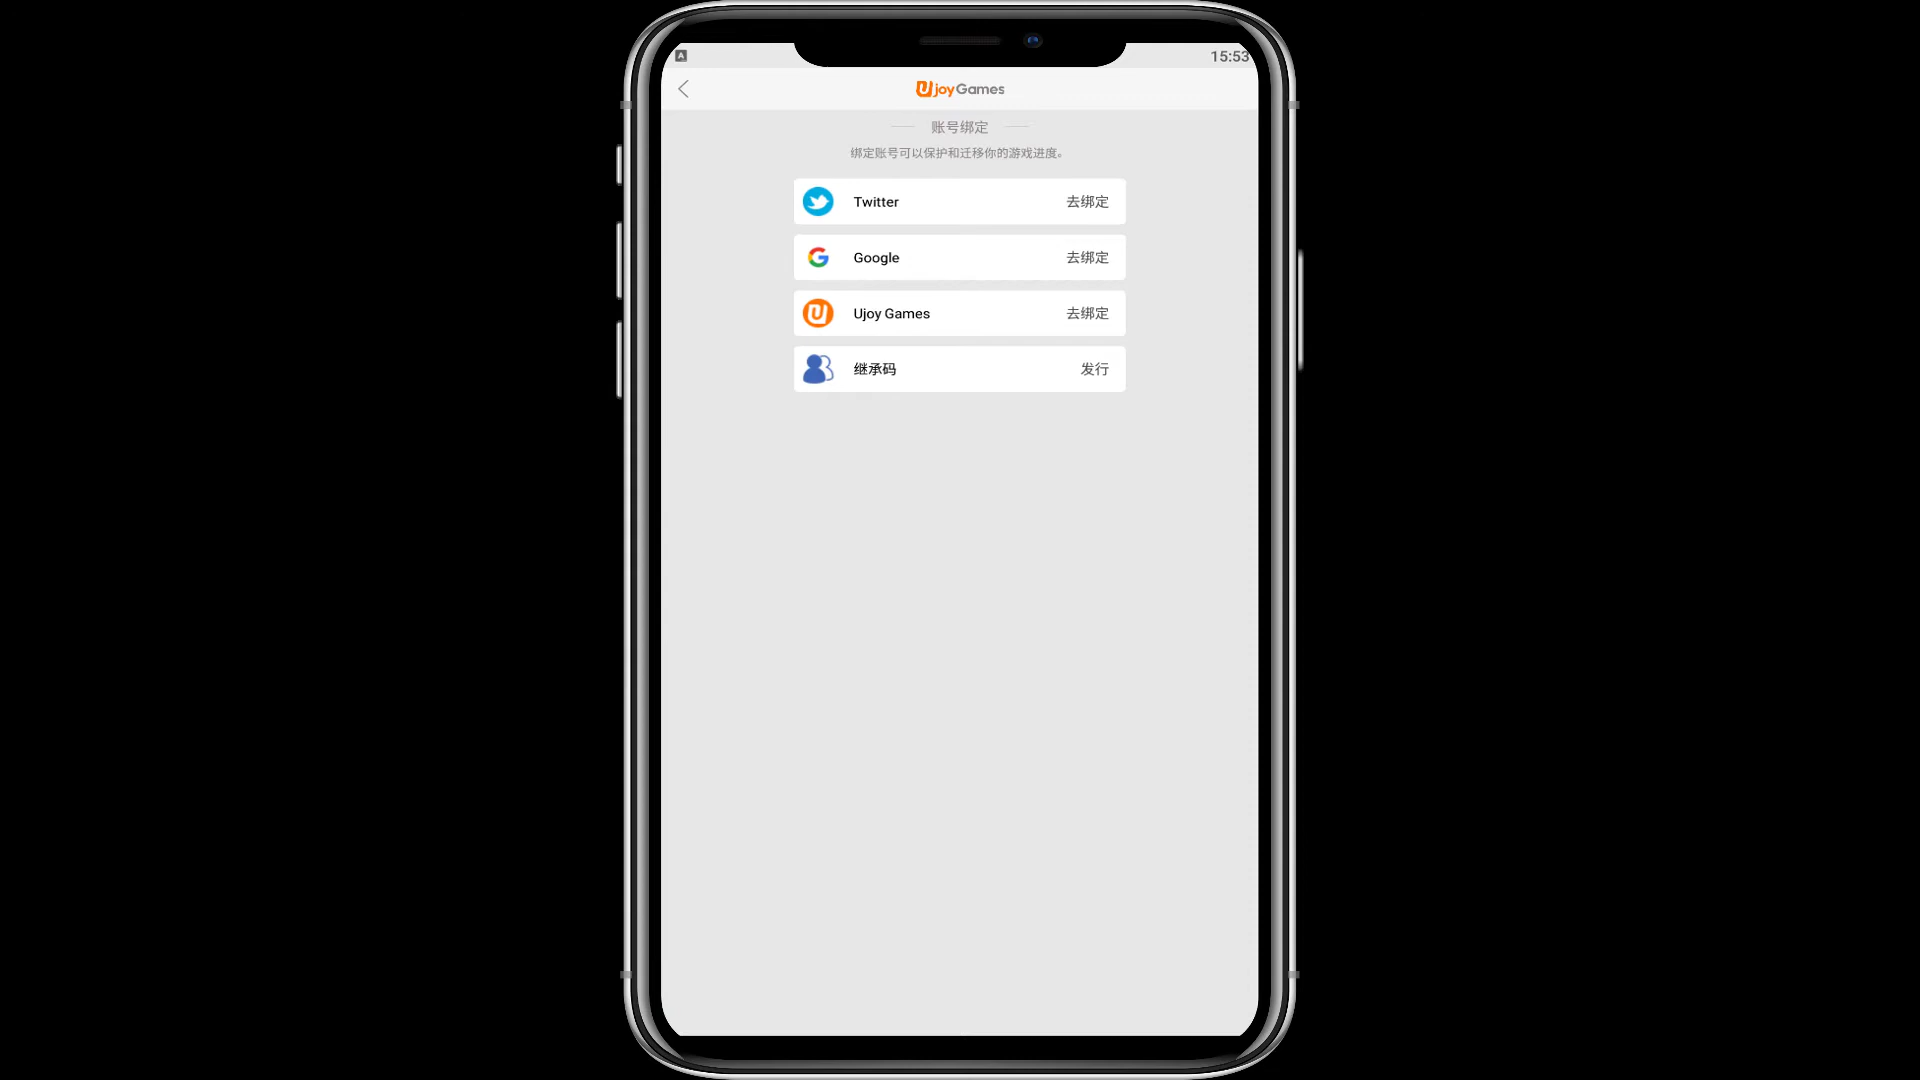 A
15:53
UjoyGames
账号绑定
绑定账号可以保护和迁移你的游戏进度。
Twitter 去绑定
Google 去绑定
Ujoy Games 去绑定
继承码 发行